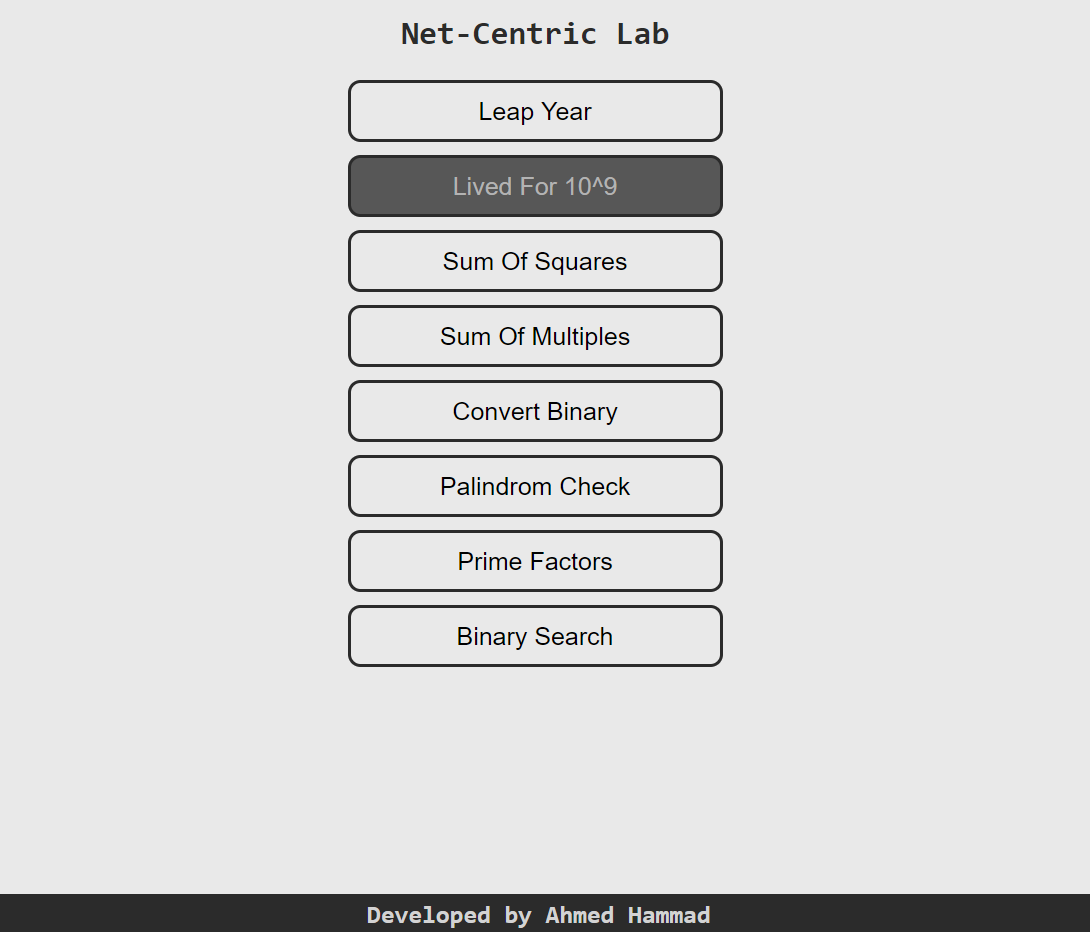 Net-Centric Lab
Leap Year
Lived For 10^9
Sum Of Squares
Sum Of Multiples
Convert Binary
Palindrom Check
Prime Factors
Binary Search
Developed by Ahmed Hammad